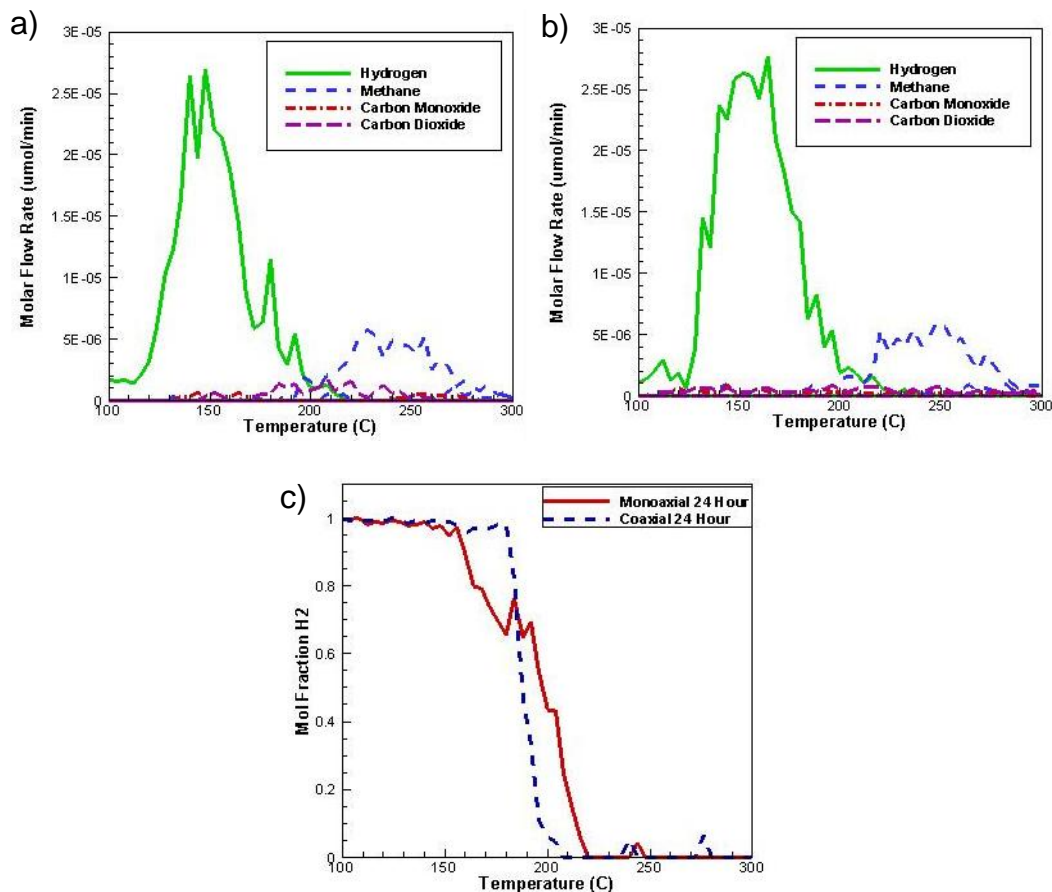 a)
3E-05
2.5E-05
2E-05
1.5E-05
1E-05
5E-06
0
Molar Flow Rate (umol/min)
Hydrogen
Methane
Carbon Monoxide
Carbon Dioxide
100
150
200
250
300
Temperature (C)
b)
3E-05
2.5E-05
2E-05
1.5E-05
1E-05
5E-06
0
Molar Flow Rate (umol/min)
Hydrogen
Methane
Carbon Monoxide
Carbon Dioxide
100
150
200
250
300
Temperature (C)
c)
1
0.8
0.6
0.4
0.2
0
Mol Fraction H2
Monoaxial 24 Hour
Coaxial 24 Hour
100
150
200
250
300
Temperature (C)